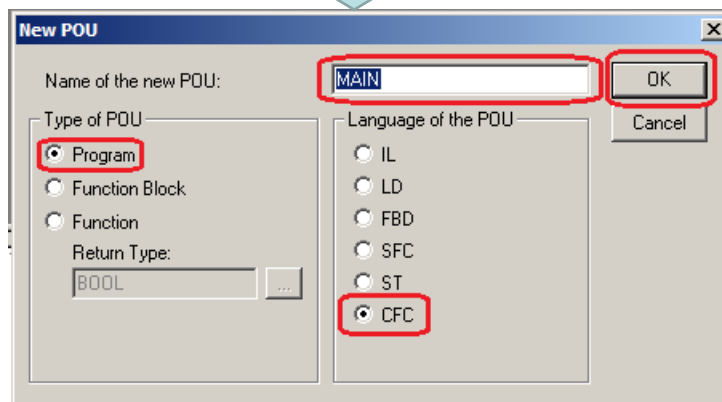 New POU
Name of the new POU:
MAIN
OK
Cancel
Type of POU
Program
Function Block
Function
Return Type:
BOOL
...
Language of the POU
IL
LD
FBD
SFC
ST
CFC